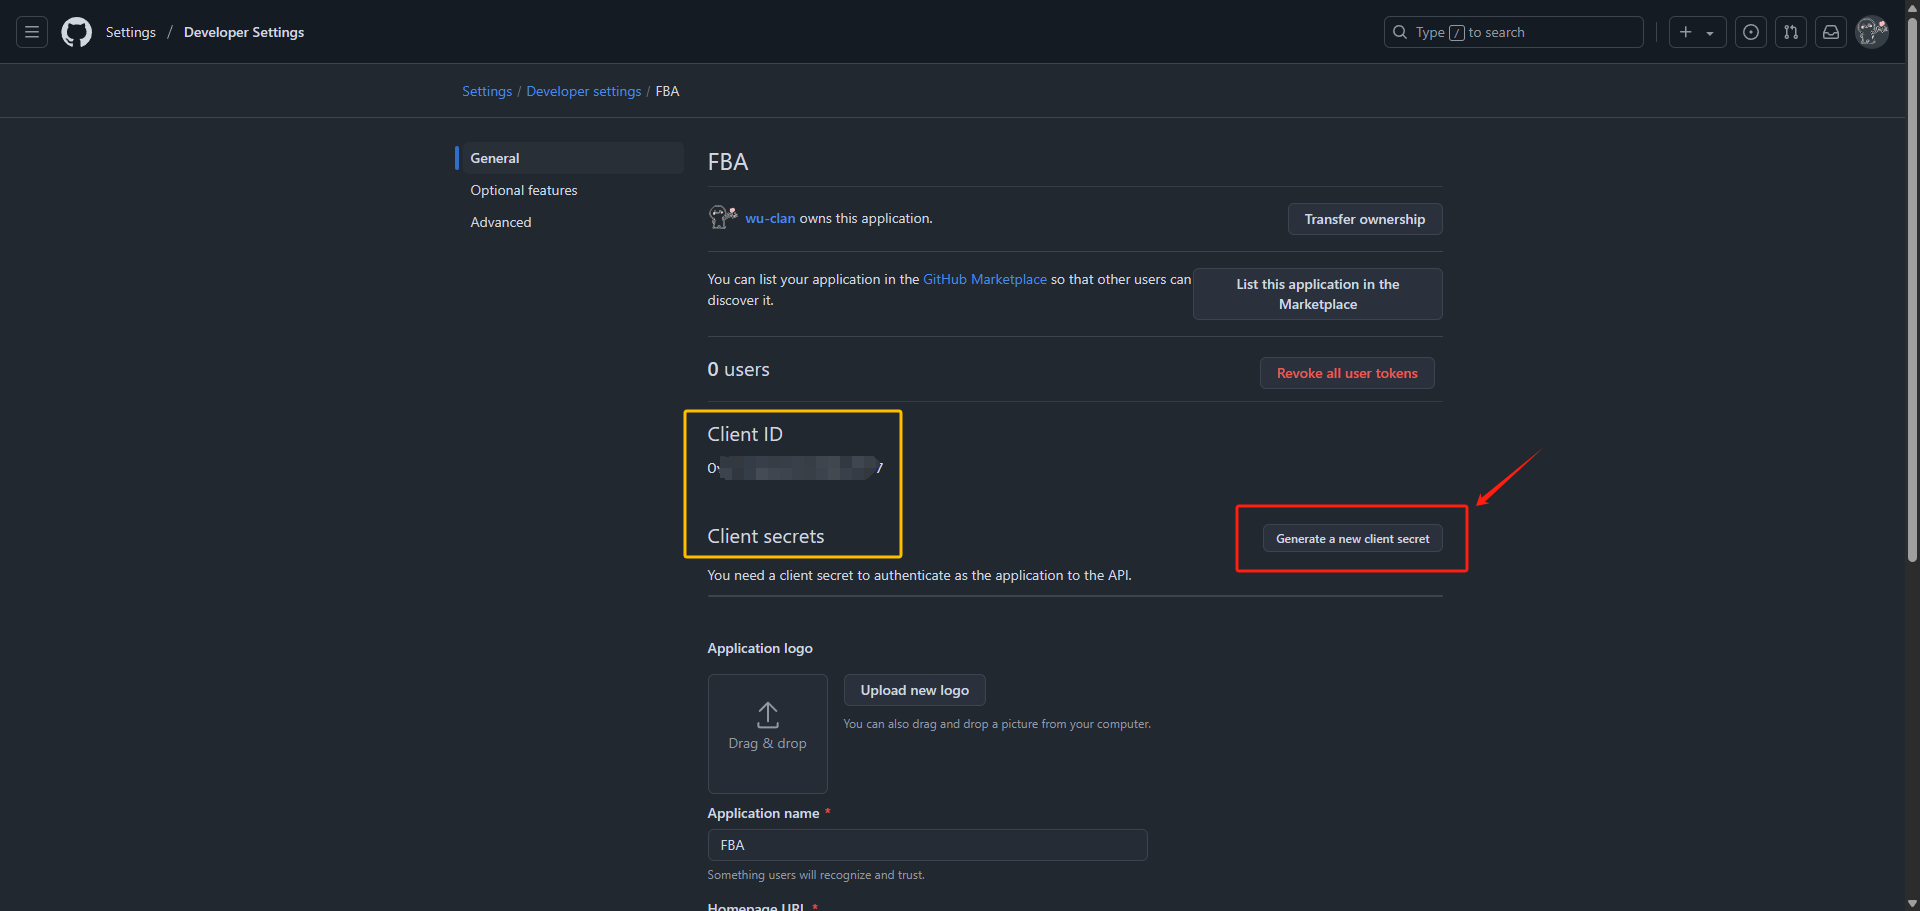 Settings / Developer Settings
Type / to search
Settings / Developer settings / FBA
General
Optional features
Advanced
FBA
wu-clan owns this application.
Transfer ownership
You can list your application in the GitHub Marketplace so that other users can
discover it.
List this application in the
Marketplace
0 users
Revoke all user tokens
Client ID
Client secrets
Generate a new client secret
You need a client secret to authenticate as the application to the API.
Application logo
Drag & drop
Upload new logo
You can also drag and drop a picture from your computer.
Application name *
FBA
Something users will recognize and trust.
Homepage URL *